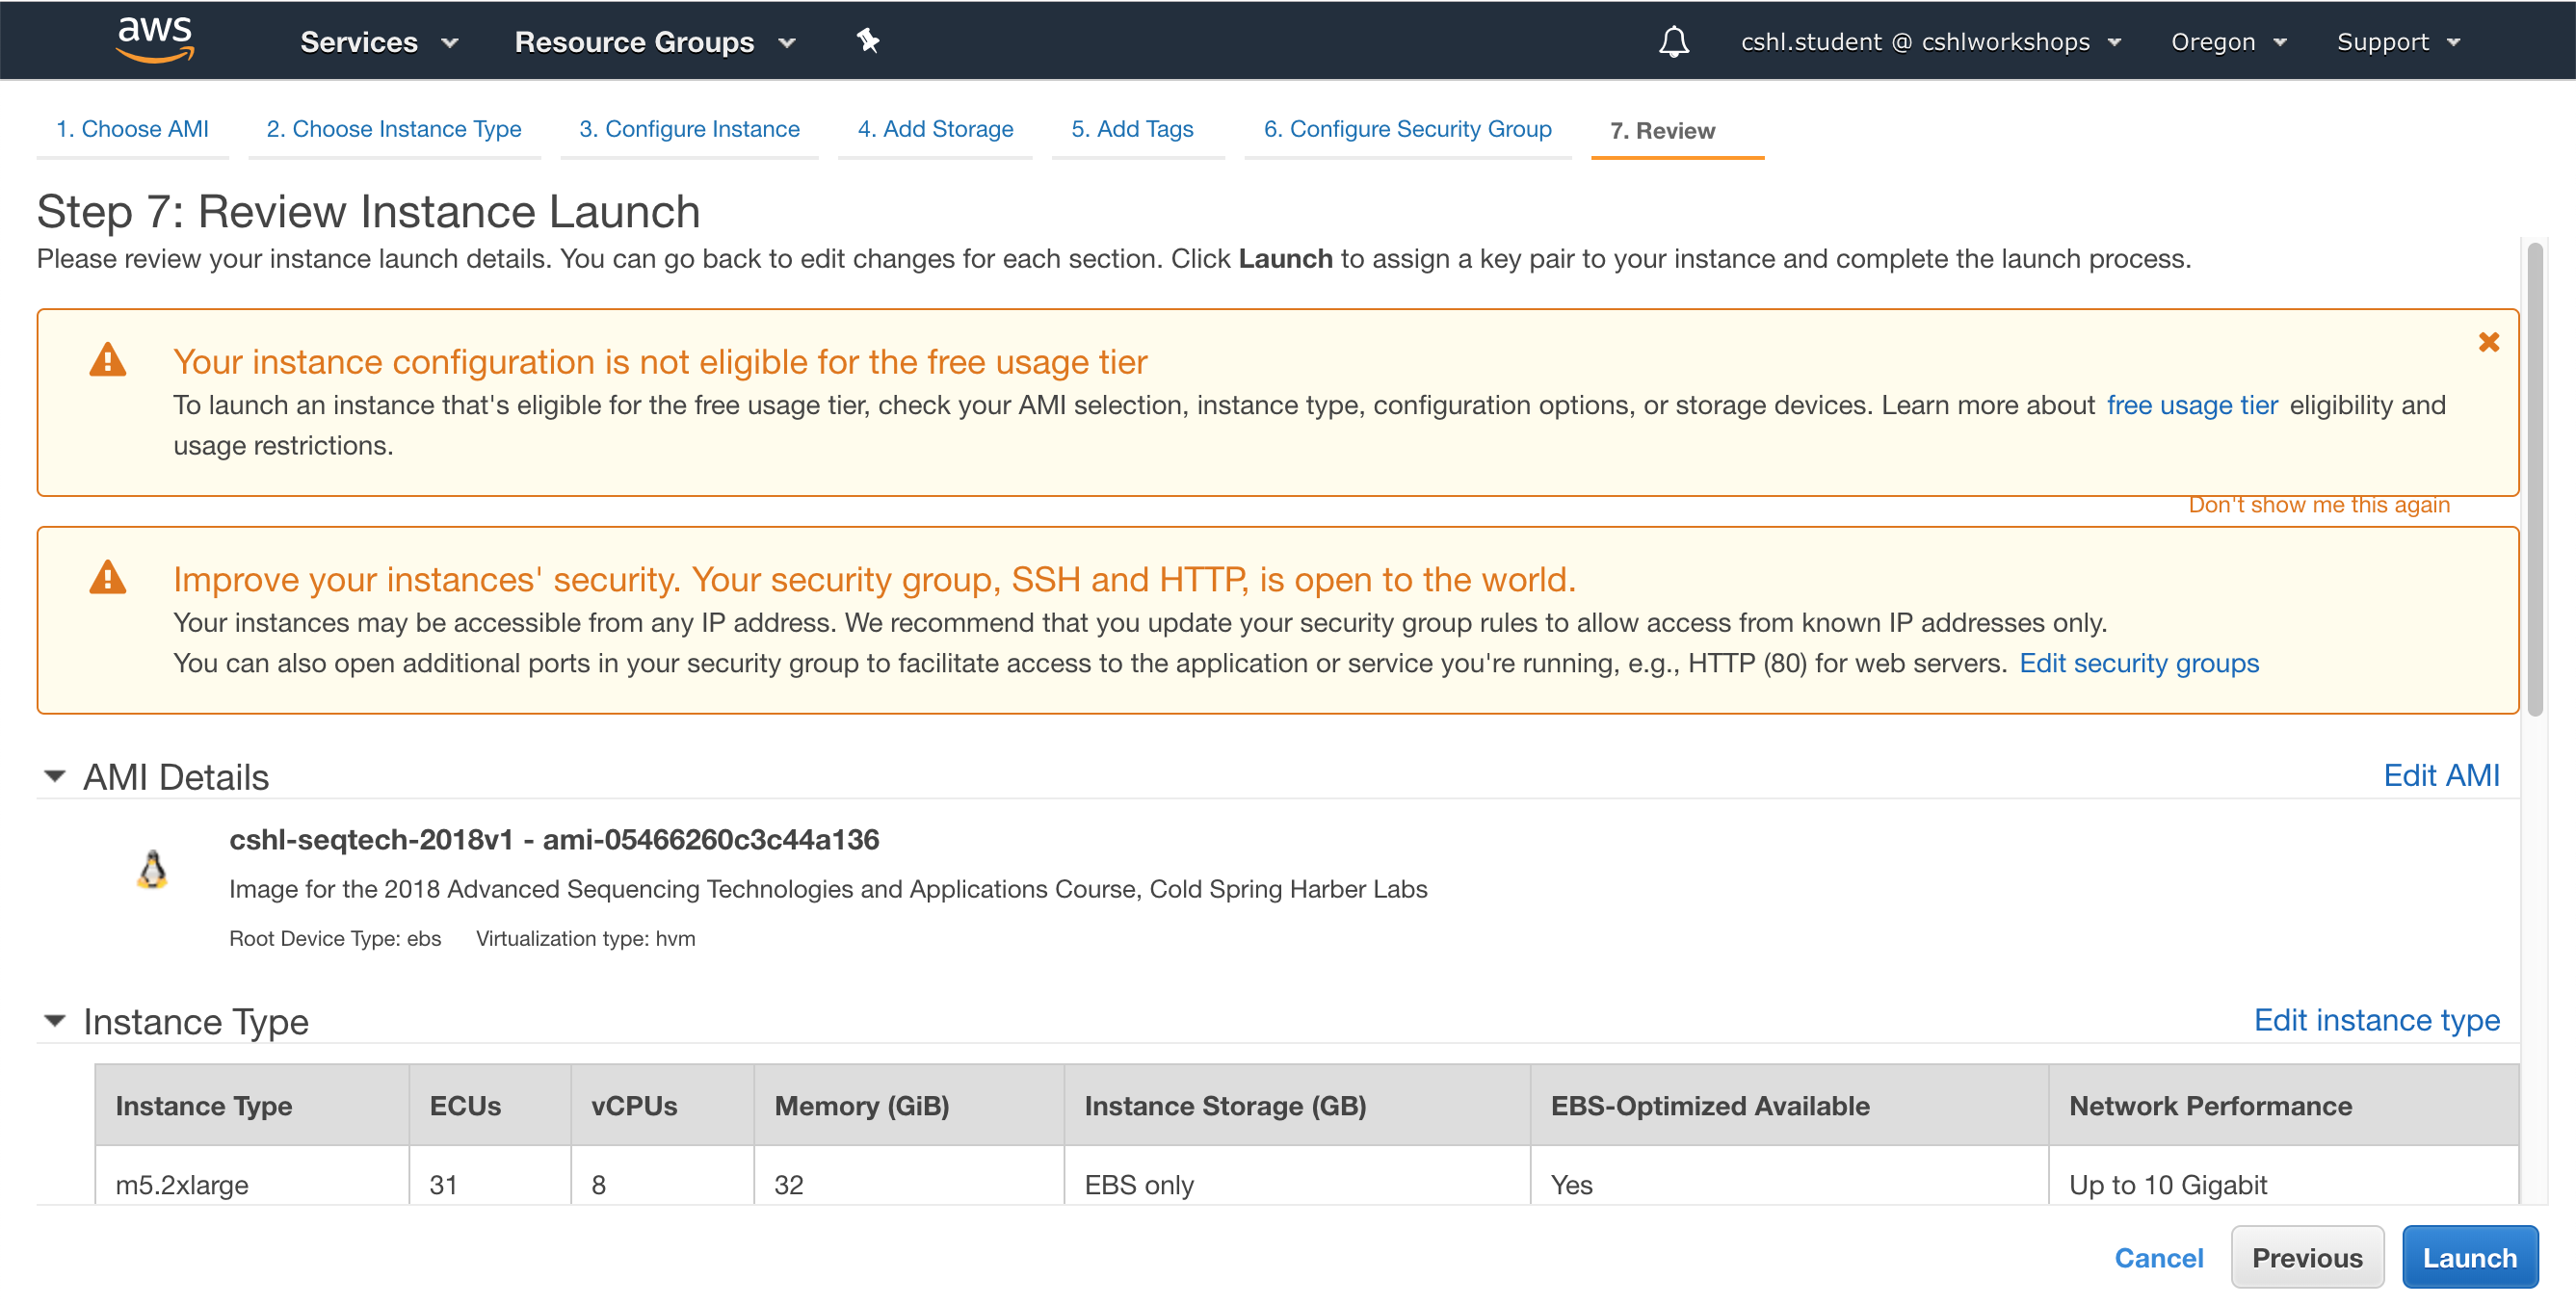 aws Services Resource Groups cshl.student @ cshlworkshops Oregon Support
1. Choose AMI 2. Choose Instance Type 3. Configure Instance 4. Add Storage 5. Add Tags 6. Configure Security Group 7. Review
Step 7: Review Instance Launch
Please review your instance launch details. You can go back to edit changes for each section. Click Launch to assign a key pair to your instance and complete the launch process.
Your instance configuration is not eligible for the free usage tier
To launch an instance that's eligible for the free usage tier, check your AMI selection, instance type, configuration options, or storage devices. Learn more about free usage tier eligibility and
usage restrictions.
Don't show me this again
Improve your instances' security. Your security group, SSH and HTTP, is open to the world.
Your instances may be accessible from any IP address. We recommend that you update your security group rules to allow access from known IP addresses only.
You can also open additional ports in your security group to facilitate access to the application or service you're running, e.g., HTTP (80) for web servers. Edit security groups
AMI Details Edit AMI
cshl-seqtech-2018v1 - ami-05466260c3c44a136
Image for the 2018 Advanced Sequencing Technologies and Applications Course, Cold Spring Harber Labs
Root Device Type: ebs Virtualization type: hvm
Instance Type Edit instance type
Instance Type ECUs vCPUs Memory (GiB) Instance Storage (GB) EBS-Optimized Available Network Performance
m5.2xlarge 31 8 32 EBS only Yes Up to 10 Gigabit
Cancel Previous Launch